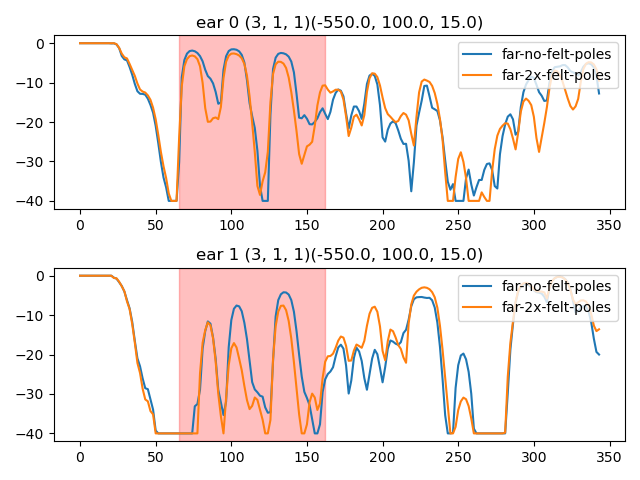 ear 0 (3, 1, 1)(-550.0, 100.0, 15.0)
0
−10
−20
−30
−40
far-no-felt-poles
far-2x-felt-poles
0 50 100 150 200 250 300 350
ear 1 (3, 1, 1)(-550.0, 100.0, 15.0)
0
−10
−20
−30
−40
far-no-felt-poles
far-2x-felt-poles
0 50 100 150 200 250 300 350